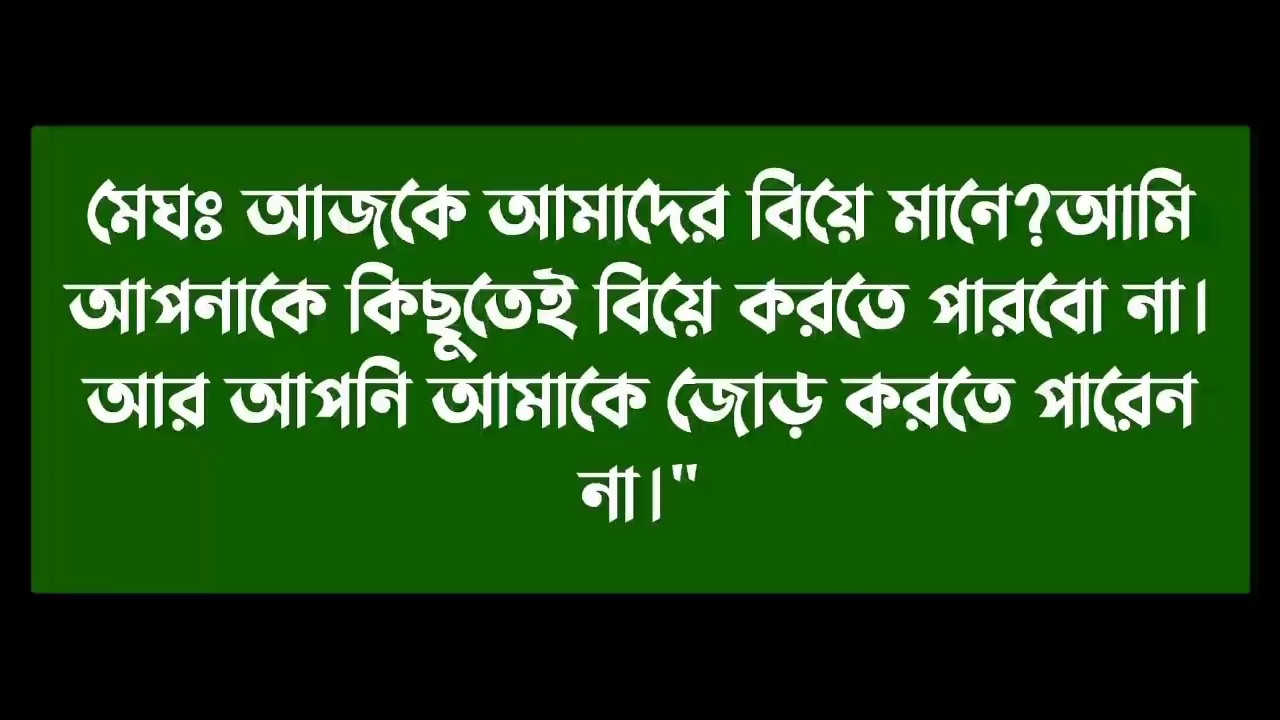 মেঘঃ আজকে আমাদের বিয়ে মানে?আমি
আপনাকে কিছুতেই বিয়ে করতে পারবো না।
আর আপনি আমাকে জোড় করতে পারেন
না।"